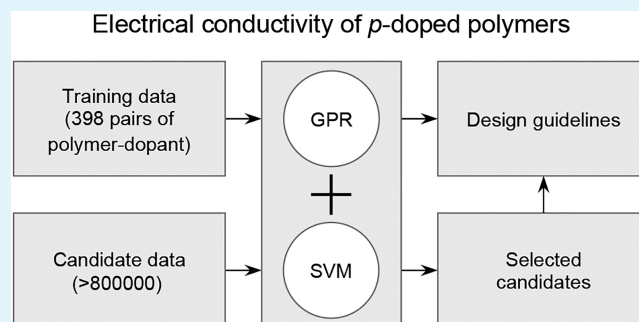 Electrical conductivity of p-doped polymers
Training data
(398 pairs of
polymer-dopant)
GPR
Design guidelines
+
Candidate data
(>800000)
SVM
Selected
candidates